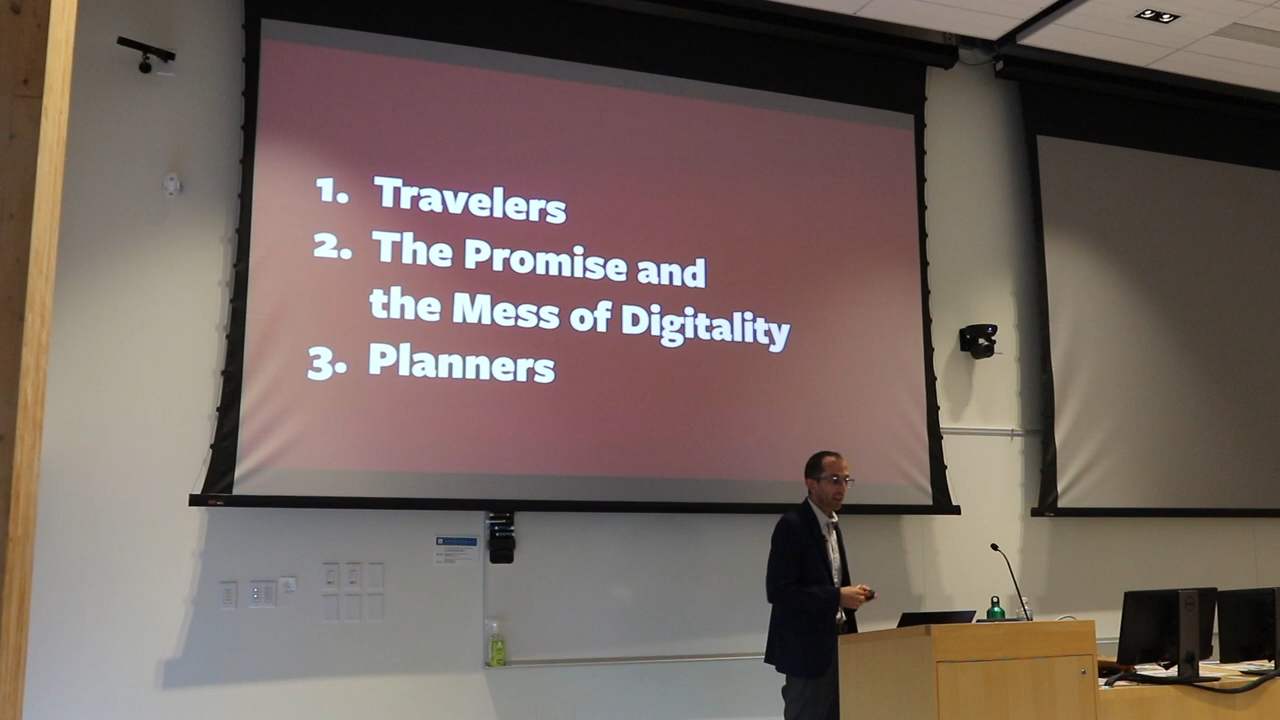 1. Travelers
2. The Promise and
the Mess of Digitality
3. Planners